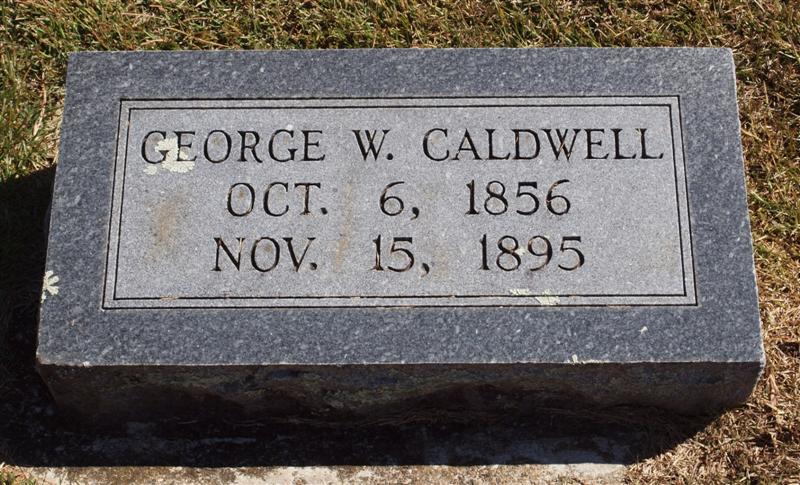 GEORGE W. CALDWELL
OCT. 6, 1856
NOV. 15, 1895